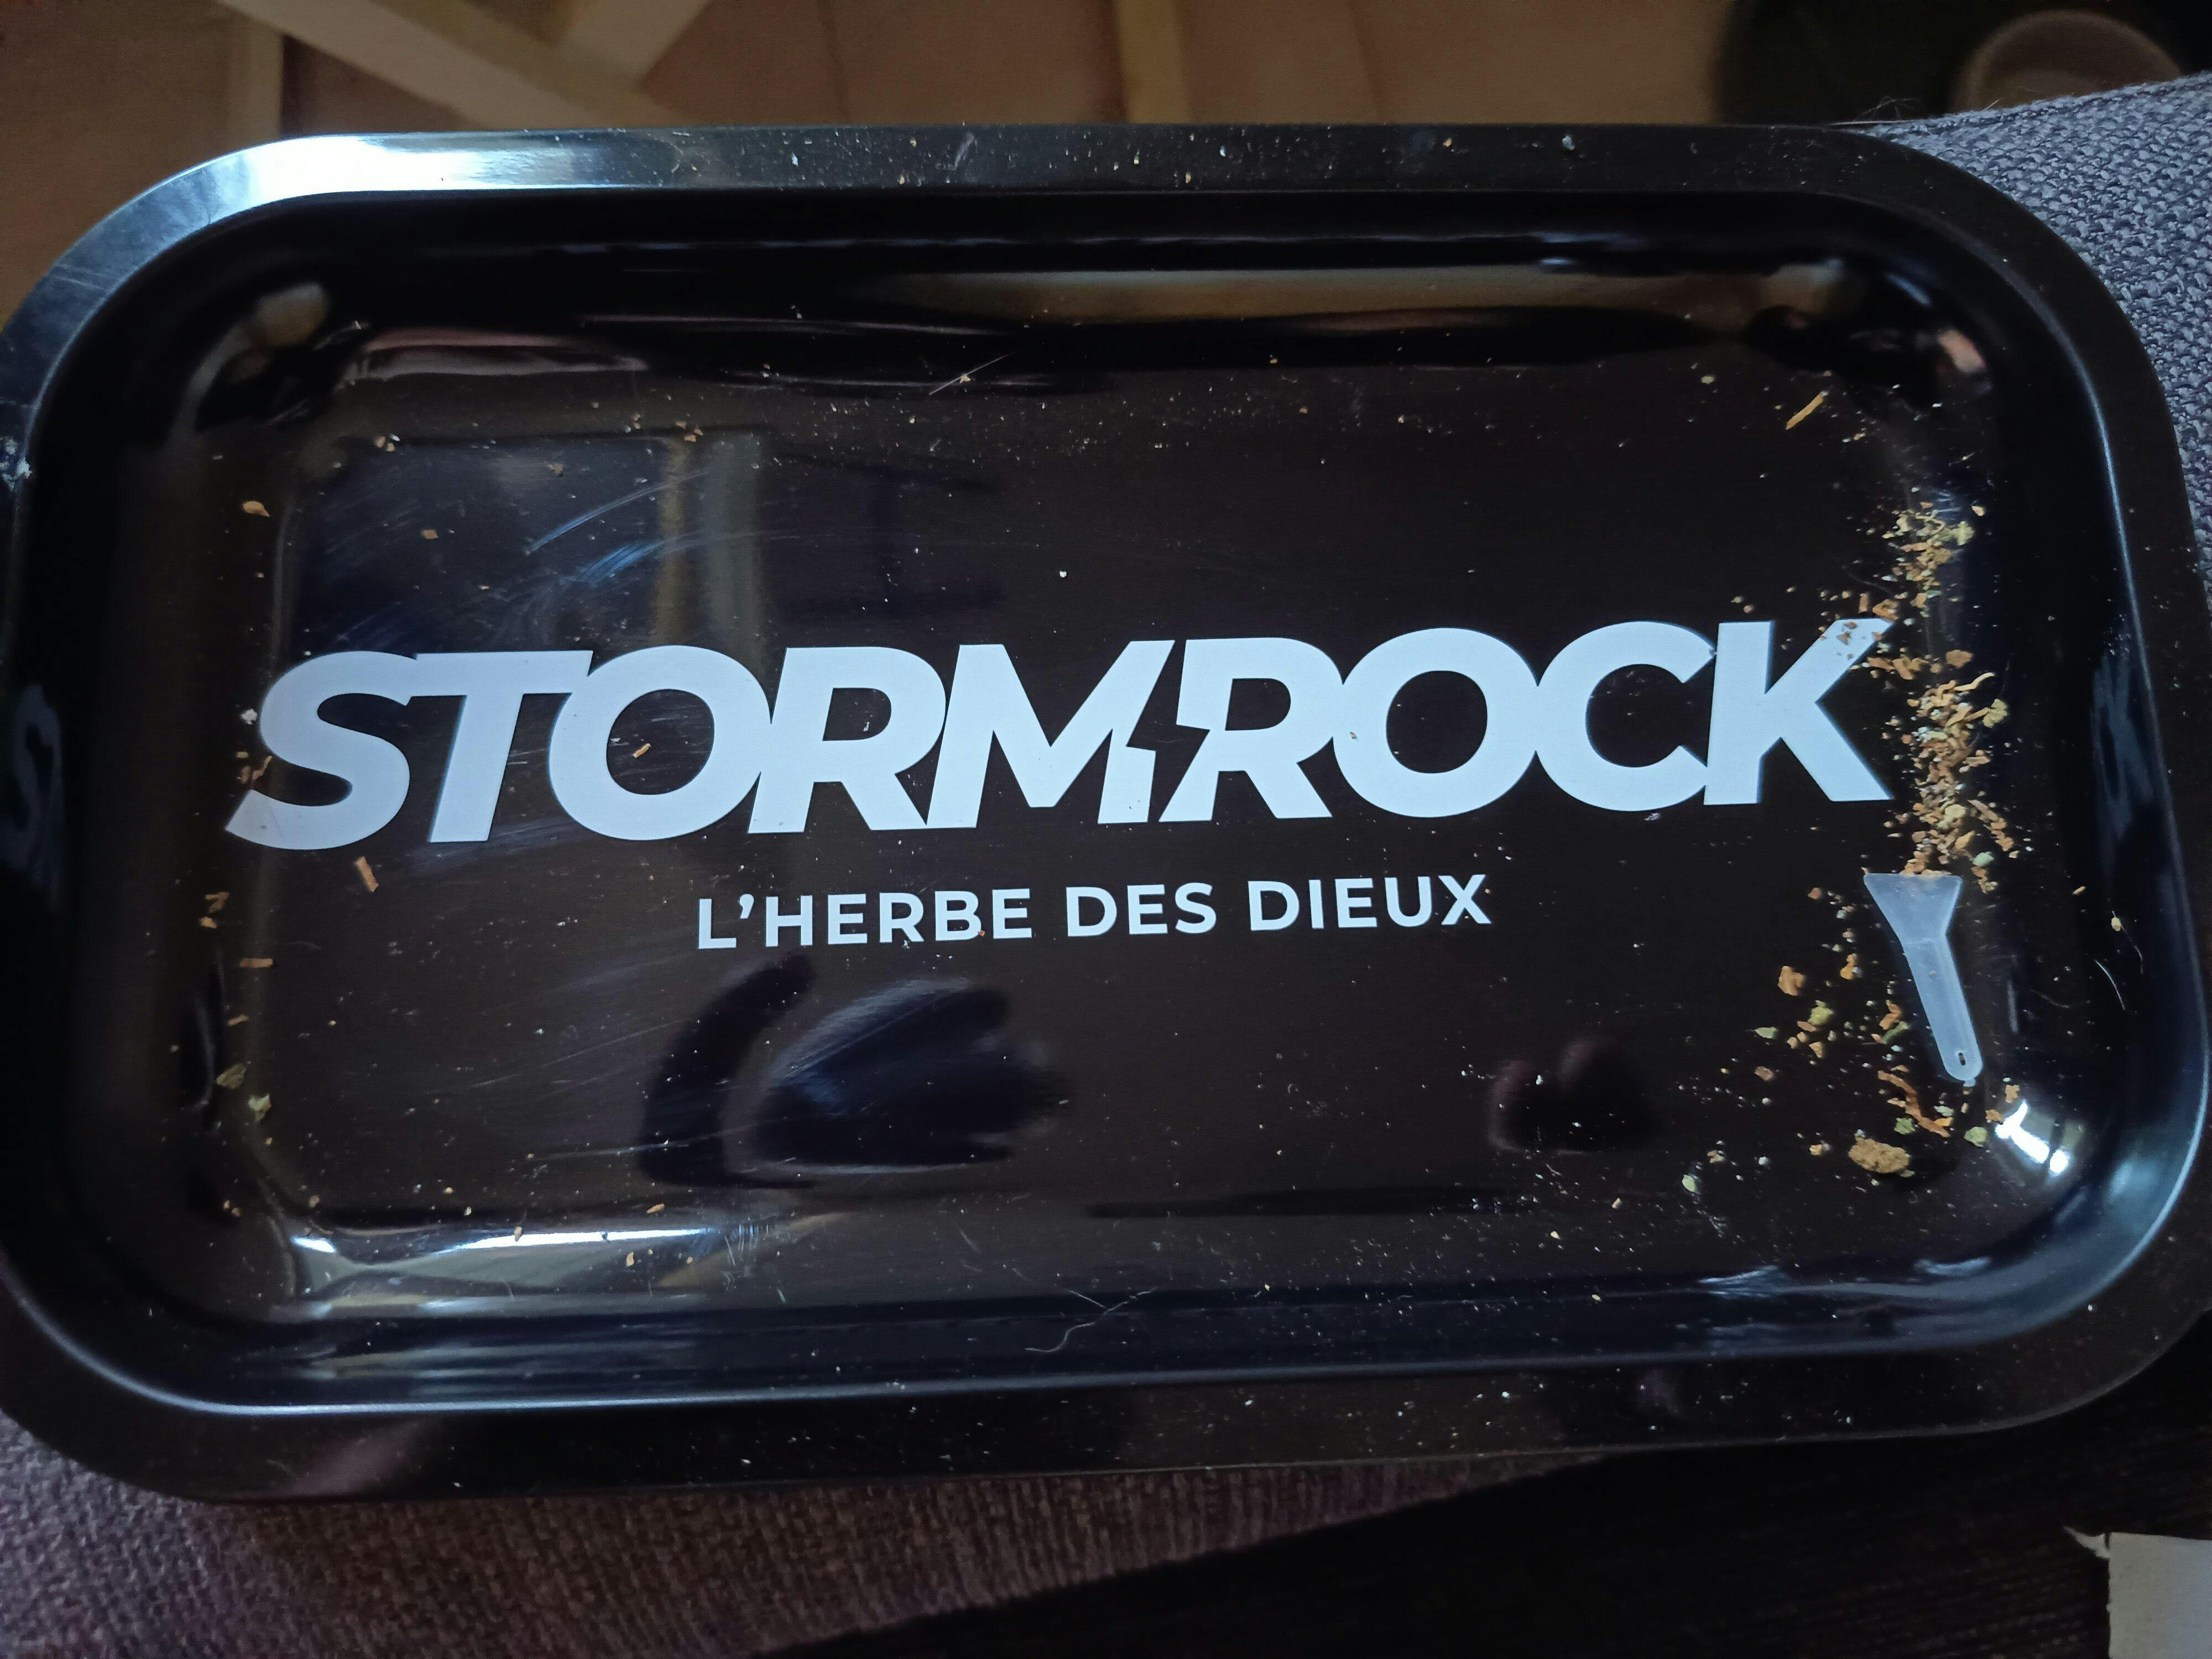 STORMROCK
L'HERBE DES DIEUX